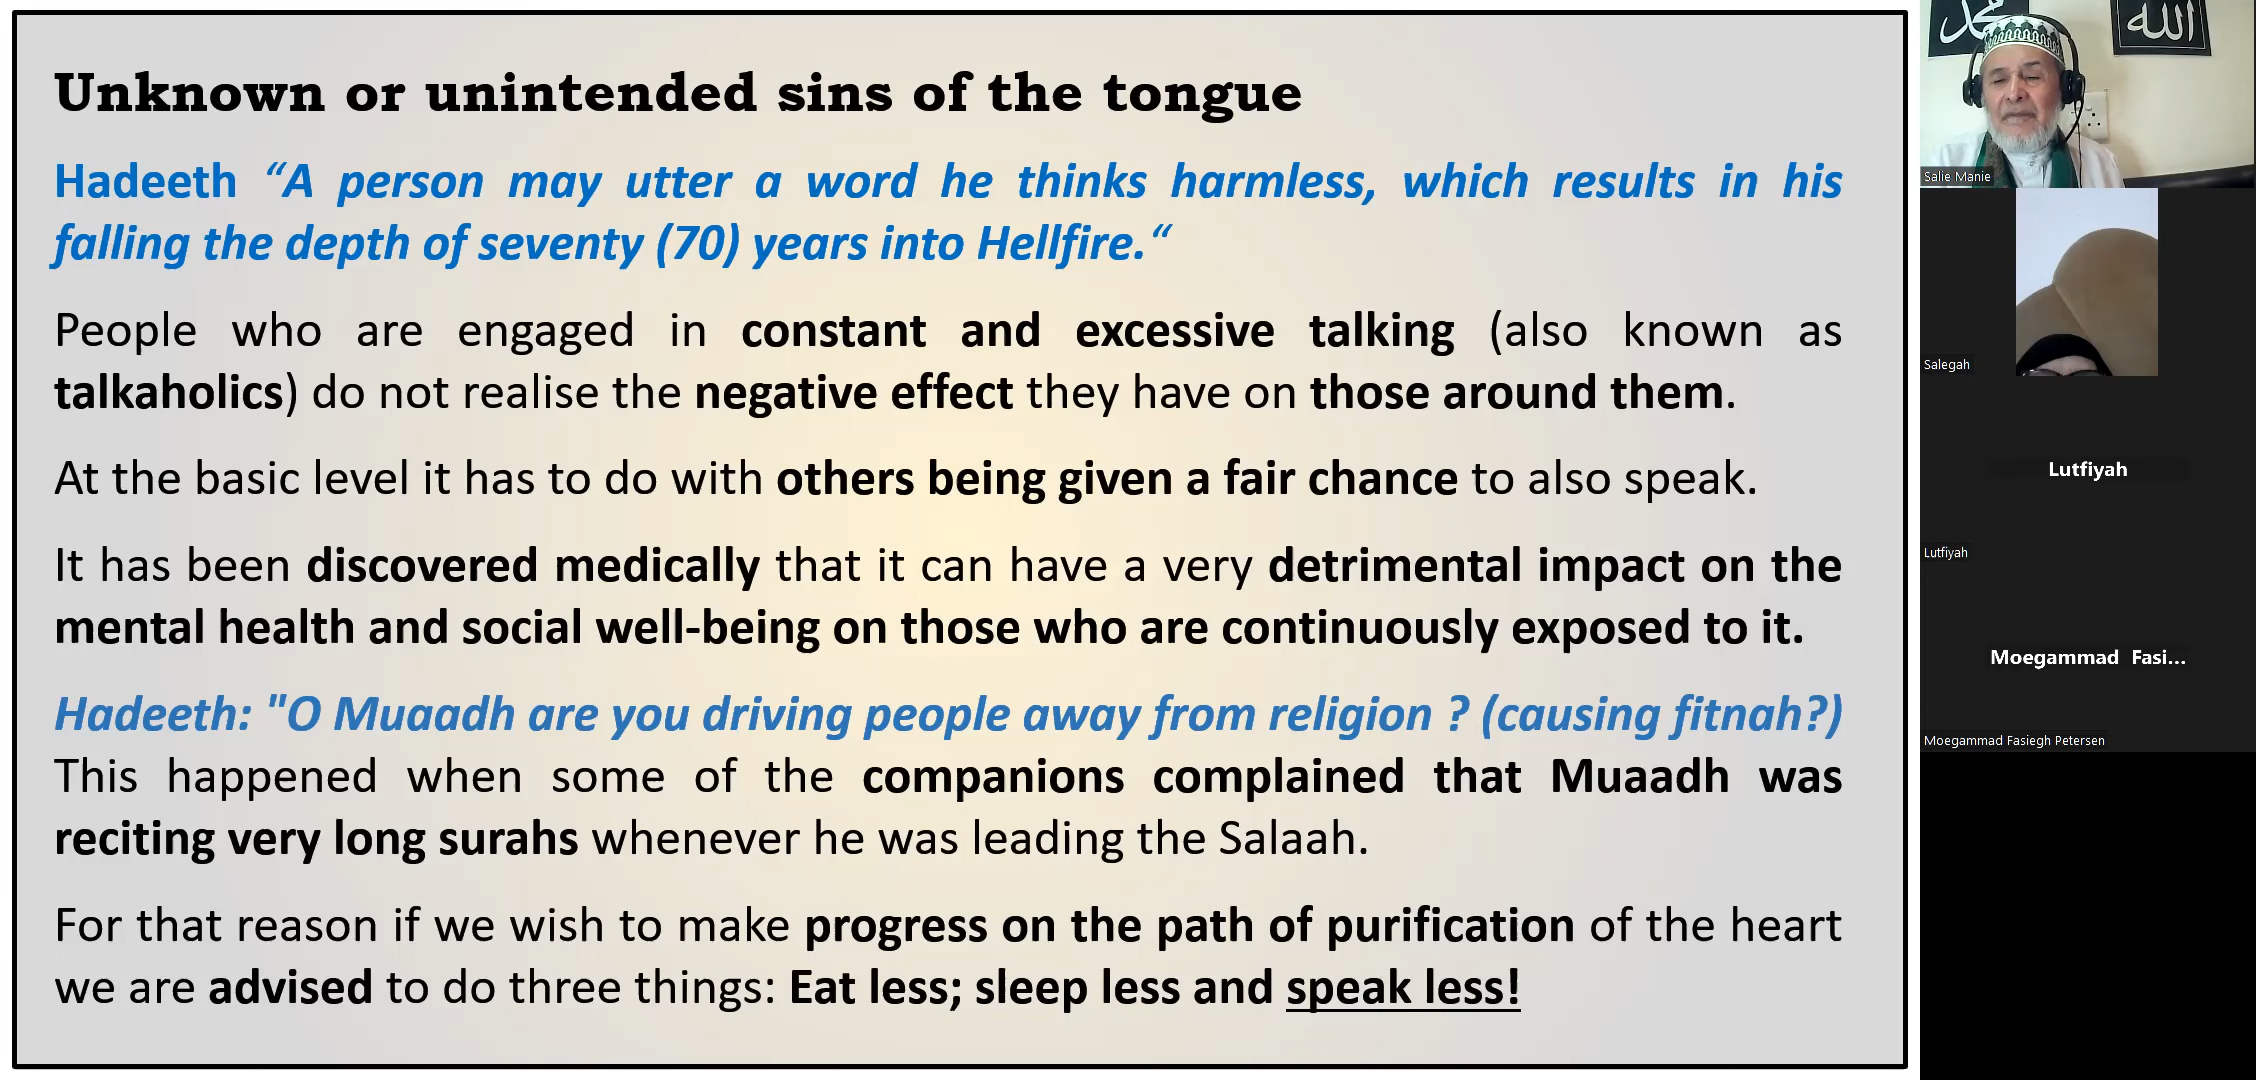 Unknown or unintended sins of the tongue
Hadeeth “A person may utter a word he thinks harmless, which results in his
falling the depth of seventy (70) years into Hellfire.“
People who are engaged in constant and excessive talking (also known as
talkaholics) do not realise the negative effect they have on those around them.
At the basic level it has to do with others being given a fair chance to also speak.
It has been discovered medically that it can have a very detrimental impact on the
mental health and social well-being on those who are continuously exposed to it.
Hadeeth: "O Muaadh are you driving people away from religion ? (causing fitnah?)
This happened when some of the companions complained that Muaadh was
reciting very long surahs whenever he was leading the Salaah.
For that reason if we wish to make progress on the path of purification of the heart
we are advised to do three things: Eat less; sleep less and speak less!
محمد
الله
Salie Manie
Salegah
Lutfiyah
Lutfiyah
Moegammad Fasi...
Moegammad Fasiegh Petersen